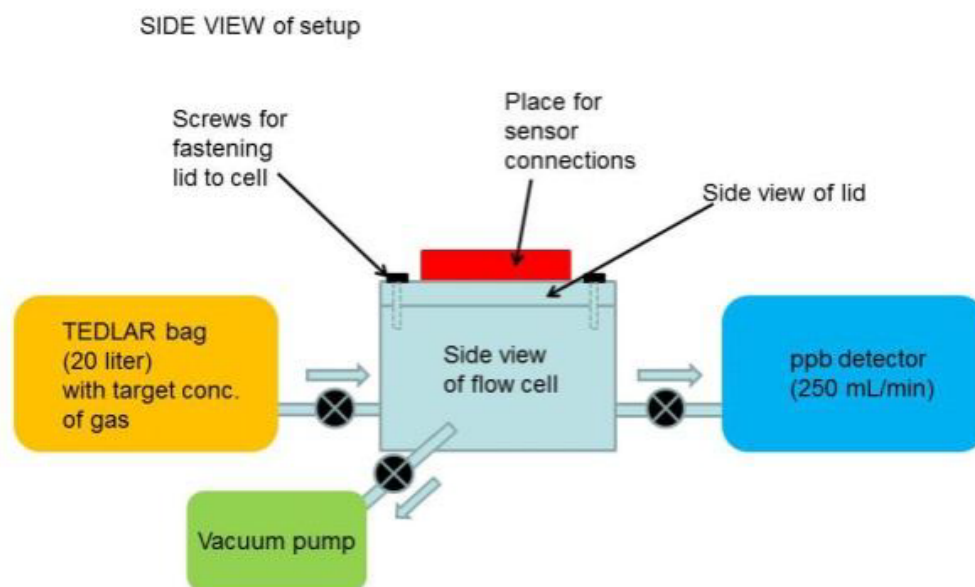 SIDE VIEW of setup
Screws for
fastening
lid to cell
Place for
sensor
connections
Side view of lid
TEDLAR bag
(20 liter)
with target conc.
of gas
Side view
of flow cell
ppb detector
(250 mL/min)
Vacuum pump